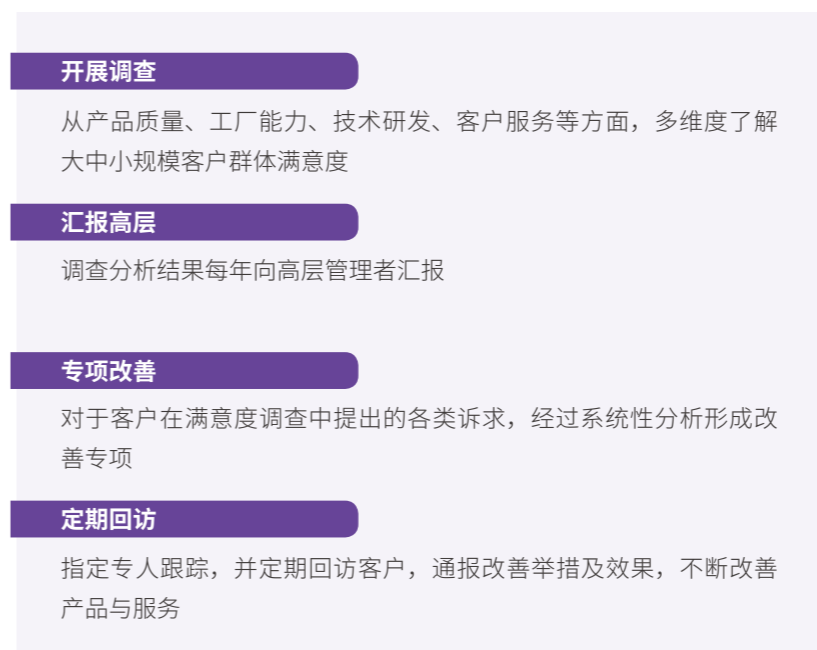 开展调查
从产品质量、工厂能力、技术研发、客户服务等方面，多维度了解
大中小规模客户群体满意度
汇报高层
调查分析结果每年向高层管理者汇报
专项改善
对于客户在满意度调查中提出的各类诉求，经过系统性分析形成改
善专项
定期回访
指定专人跟踪，并定期回访客户，通报改善举措及效果，不断改善
产品与服务